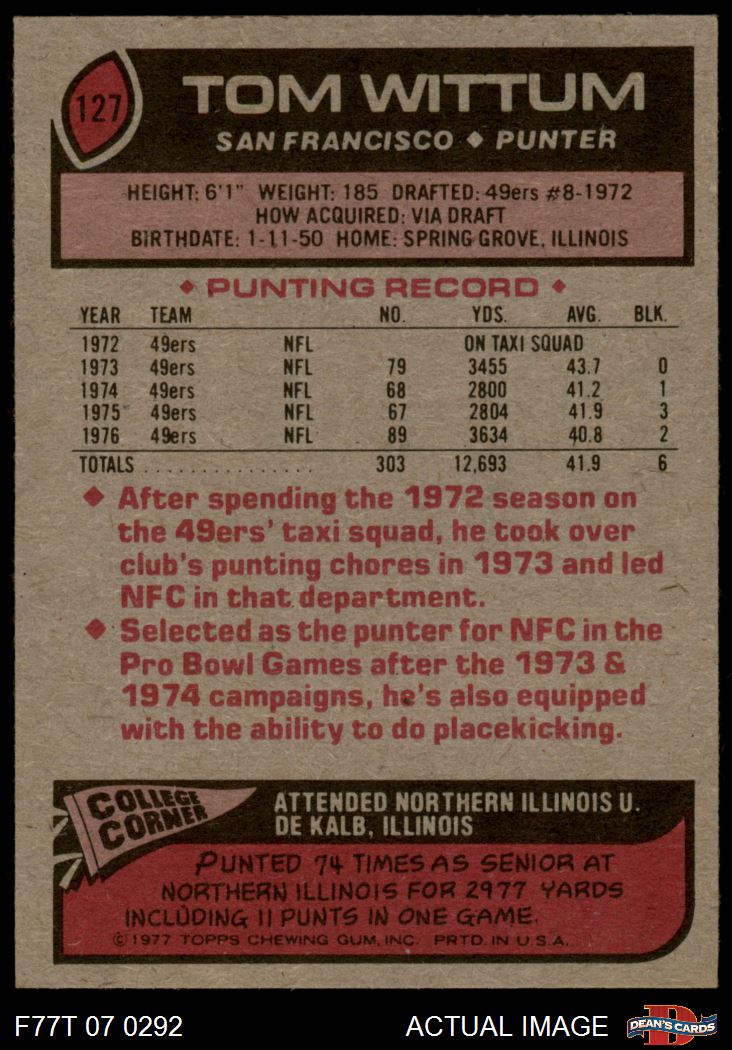 127
TOM WITTUM
SAN FRANCISCO ◆ PUNTER
HEIGHT: 6'1" WEIGHT: 185 DRAFTED: 49ers #8-1972
HOW ACQUIRED: VIA DRAFT
BIRTHDATE: 1-11-50 HOME: SPRING GROVE, ILLINOIS
◆ PUNTING RECORD ◆
YEAR TEAM NO. YDS. AVG. BLK.
1972 49ers NFL ON TAXI SQUAD
1973 49ers NFL 79 3455 43.7 0
1974 49ers NFL 68 2800 41.2 1
1975 49ers NFL 67 2804 41.9 3
1976 49ers NFL 89 3634 40.8 2
TOTALS ............... 303 12,693 41.9 6
◆ After spending the 1972 season on
the 49ers' taxi squad, he took over
club's punting chores in 1973 and led
NFC in that department.
◆ Selected as the punter for NFC in the
Pro Bowl Games after the 1973 &
1974 campaigns, he's also equipped
with the ability to do placekicking.
COLLEGE
CORNER
ATTENDED NORTHERN ILLINOIS U.
DE KALB, ILLINOIS
PUNTED 74 TIMES AS SENIOR AT
NORTHERN ILLINOIS FOR 2977 YARDS
INCLUDING 11 PUNTS IN ONE GAME.
© 1977 TOPPS CHEWING GUM, INC. PRTD. IN U.S.A.
F77T 07 0292
ACTUAL IMAGE
D
DEAN'S CARDS